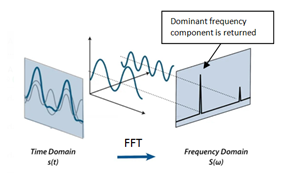 Dominant frequency
component is returned
FFT
Time Domain
s(t)
Frequency Domain
S(ω)